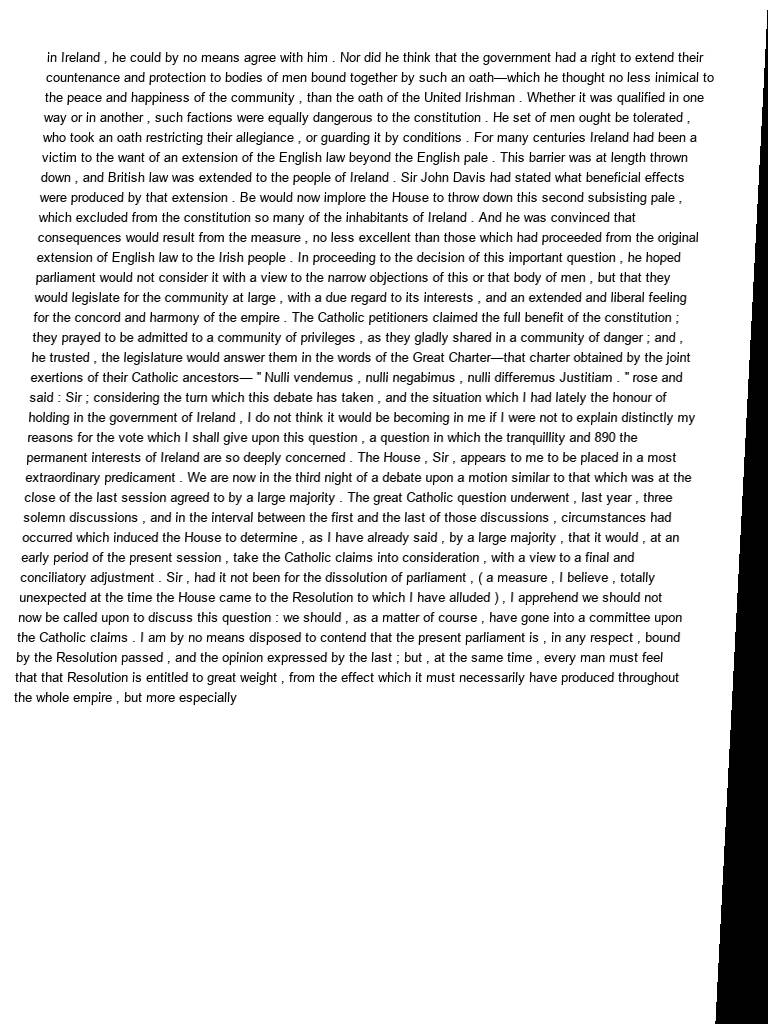 in Ireland , he could by no means agree with him . Nor did he think that the government had a right to extend their
countenance and protection to bodies of men bound together by such an oath—which he thought no less inimical to
the peace and happiness of the community , than the oath of the United Irishman . Whether it was qualified in one
way or in another , such factions were equally dangerous to the constitution . He set of men ought be tolerated ,
who took an oath restricting their allegiance , or guarding it by conditions . For many centuries Ireland had been a
victim to the want of an extension of the English law beyond the English pale . This barrier was at length thrown
down , and British law was extended to the people of Ireland . Sir John Davis had stated what beneficial effects
were produced by that extension . Be would now implore the House to throw down this second subsisting pale ,
which excluded from the constitution so many of the inhabitants of Ireland . And he was convinced that
consequences would result from the measure , no less excellent than those which had proceeded from the original
extension of English law to the Irish people . In proceeding to the decision of this important question , he hoped
parliament would not consider it with a view to the narrow objections of this or that body of men , but that they
would legislate for the community at large , with a due regard to its interests , and an extended and liberal feeling
for the concord and harmony of the empire . The Catholic petitioners claimed the full benefit of the constitution ;
they prayed to be admitted to a community of privileges , as they gladly shared in a community of danger ; and ,
he trusted , the legislature would answer them in the words of the Great Charter—that charter obtained by the joint
exertions of their Catholic ancestors— " Nulli vendemus , nulli negabimus , nulli differemus Justitiam . " rose and
said : Sir ; considering the turn which this debate has taken , and the situation which I had lately the honour of
holding in the government of Ireland , I do not think it would be becoming in me if I were not to explain distinctly my
reasons for the vote which I shall give upon this question , a question in which the tranquillity and 890 the
permanent interests of Ireland are so deeply concerned . The House , Sir , appears to me to be placed in a most
extraordinary predicament . We are now in the third night of a debate upon a motion similar to that which was at the
close of the last session agreed to by a large majority . The great Catholic question underwent , last year , three
solemn discussions , and in the interval between the first and the last of those discussions , circumstances had
occurred which induced the House to determine , as I have already said , by a large majority , that it would , at an
early period of the present session , take the Catholic claims into consideration , with a view to a final and
conciliatory adjustment . Sir , had it not been for the dissolution of parliament , ( a measure , I believe , totally
unexpected at the time the House came to the Resolution to which I have alluded ) , I apprehend we should not
now be called upon to discuss this question : we should , as a matter of course , have gone into a committee upon
the Catholic claims . I am by no means disposed to contend that the present parliament is , in any respect , bound
by the Resolution passed , and the opinion expressed by the last ; but , at the same time , every man must feel
that that Resolution is entitled to great weight , from the effect which it must necessarily have produced throughout
the whole empire , but more especially